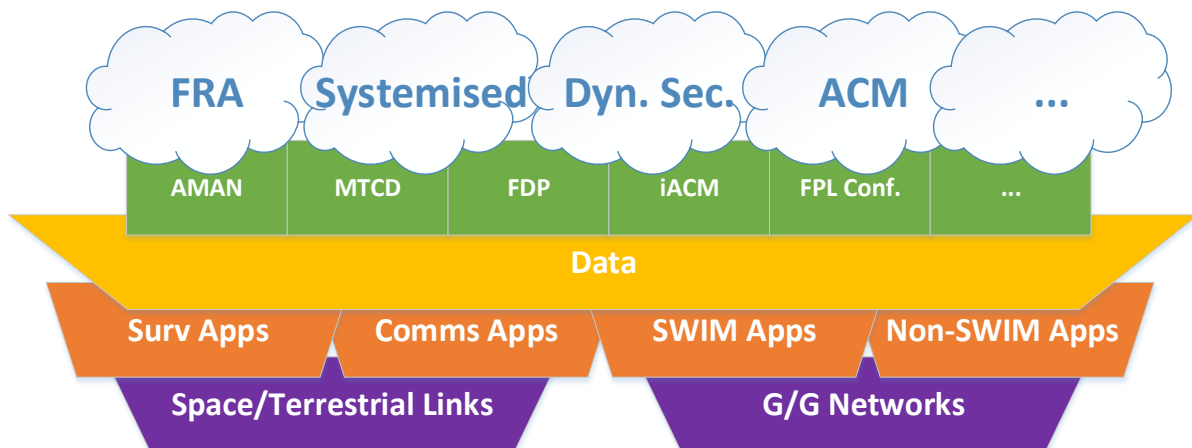 FRA Systemised Dyn. Sec. ACM ...
AMAN MTCD FDP iACM FPL Conf. ...
Data
Surv Apps Comms Apps SWIM Apps Non-SWIM Apps
Space/Terrestrial Links G/G Networks